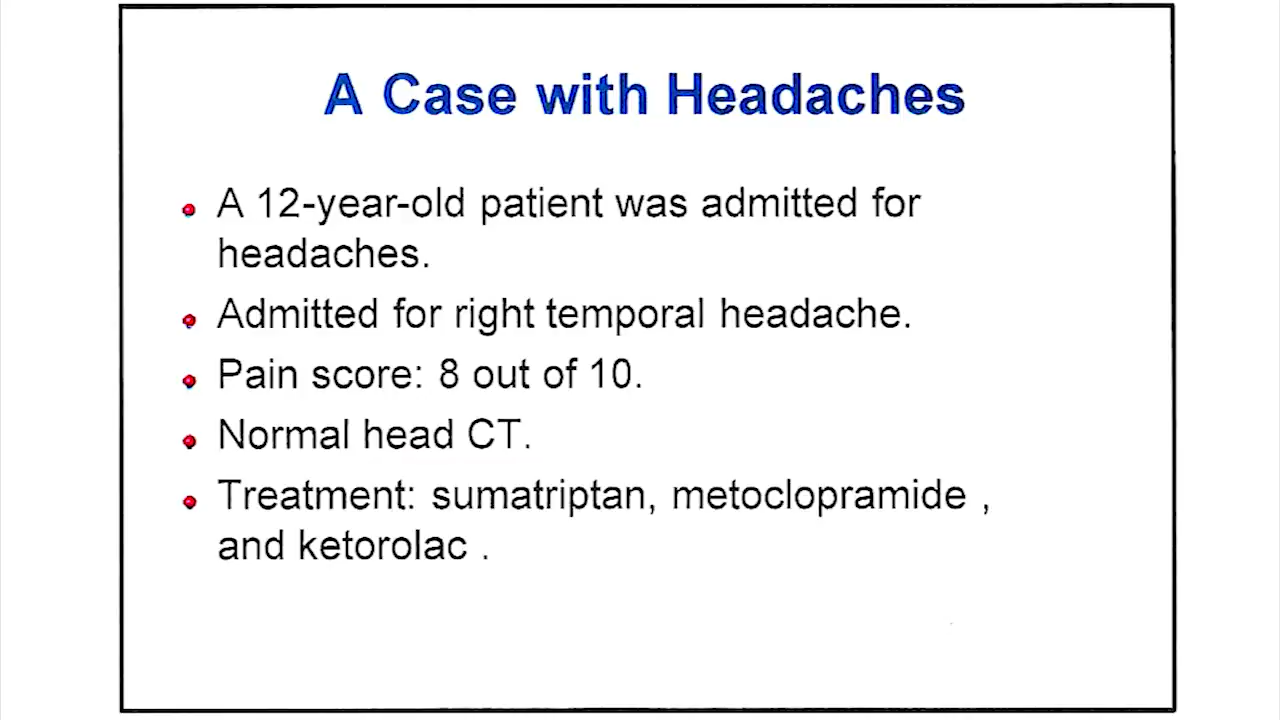 A Case with Headaches
A 12-year-old patient was admitted for
headaches.
Admitted for right temporal headache.
Pain score: 8 out of 10.
Normal head CT.
Treatment: sumatriptan, metoclopramide ,
and ketorolac .